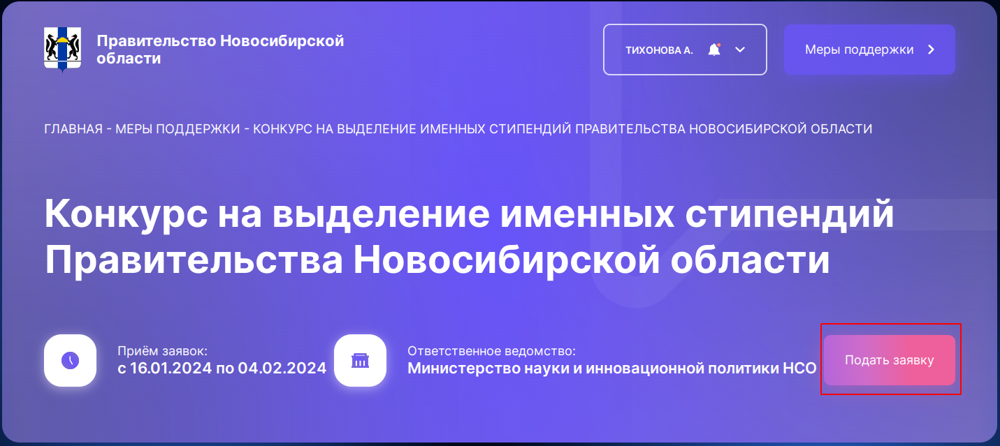 Правительство Новосибирской
области
ТИХОНОВА А.
Меры поддержки
ГЛАВНАЯ - МЕРЫ ПОДДЕРЖКИ - КОНКУРС НА ВЫДЕЛЕНИЕ ИМЕННЫХ СТИПЕНДИЙ ПРАВИТЕЛЬСТВА НОВОСИБИРСКОЙ ОБЛАСТИ
Конкурс на выделение именных стипендий
Правительства Новосибирской области
Приём заявок:
с 16.01.2024 по 04.02.2024
Ответственное ведомство:
Министерство науки и инновационной политики НСО
Подать заявку